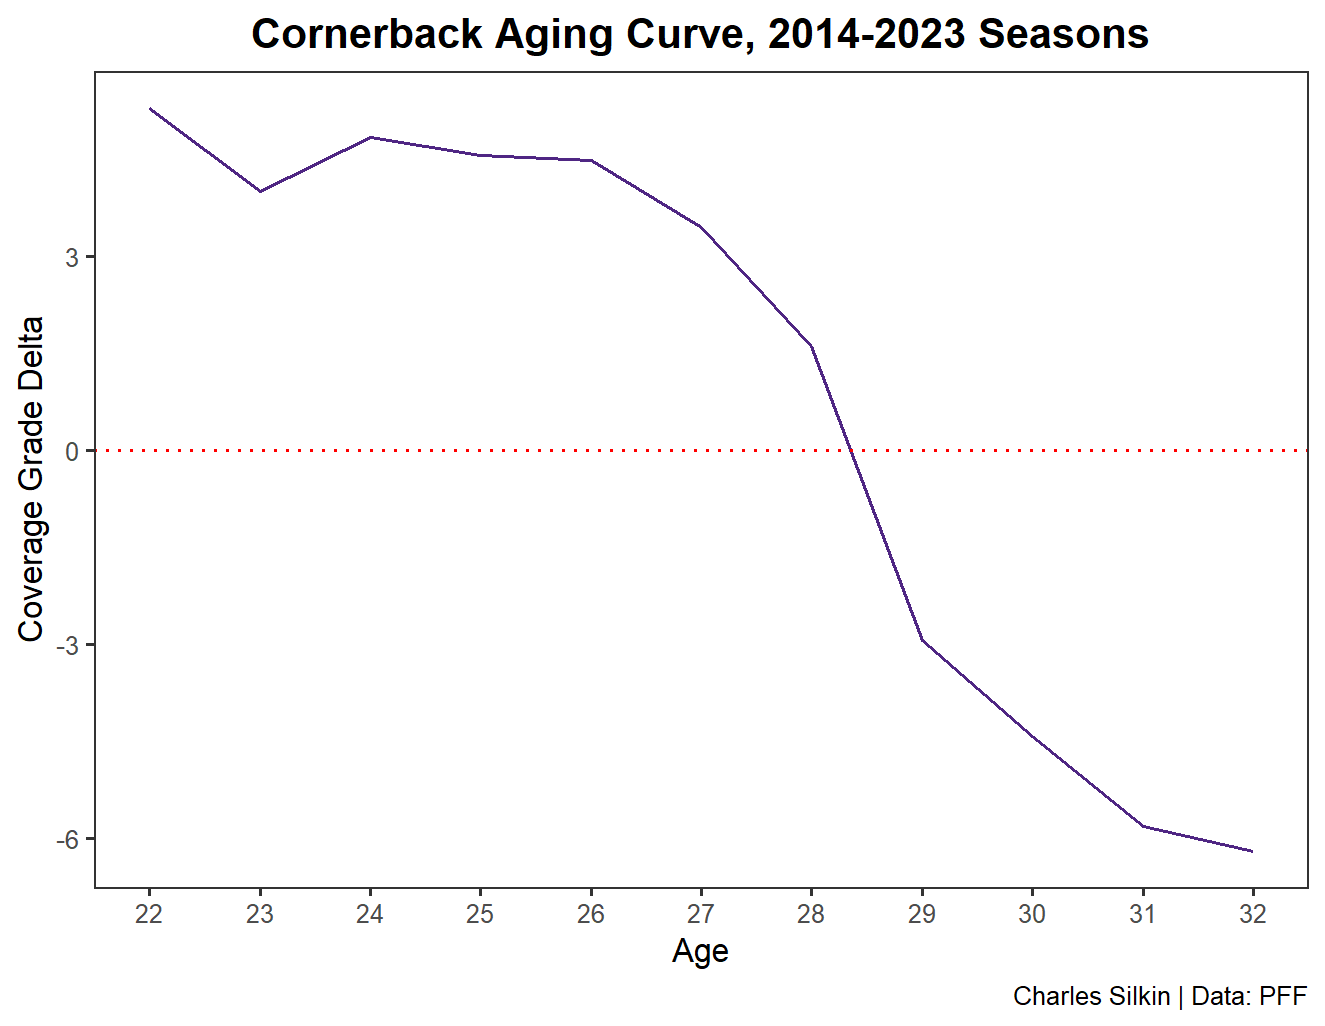 Cornerback Aging Curve, 2014-2023 Seasons
Coverage Grade Delta
3
0
-3
-6
22 23 24 25 26 27 28 29 30 31 32
Age
Charles Silkin | Data: PFF